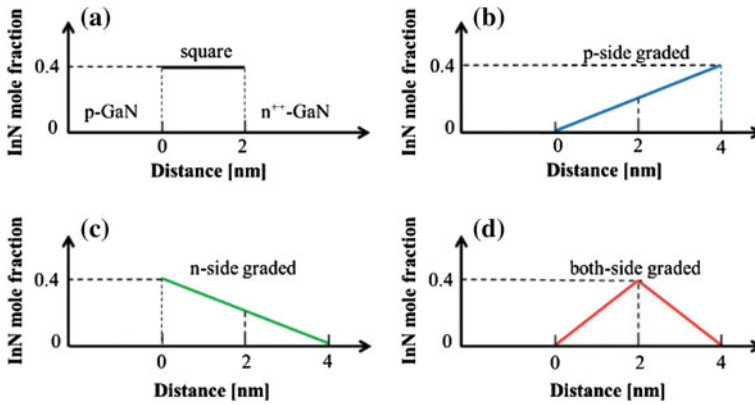 (a)
InN mole fraction
0.4
0
square
p-GaN
n++-GaN
0
2
Distance [nm]
(b)
InN mole fraction
0.4
0
p-side graded
0
2
4
Distance [nm]
(c)
InN mole fraction
0.4
0
n-side graded
0
2
4
Distance [nm]
(d)
InN mole fraction
0.4
0
both-side graded
0
2
4
Distance [nm]